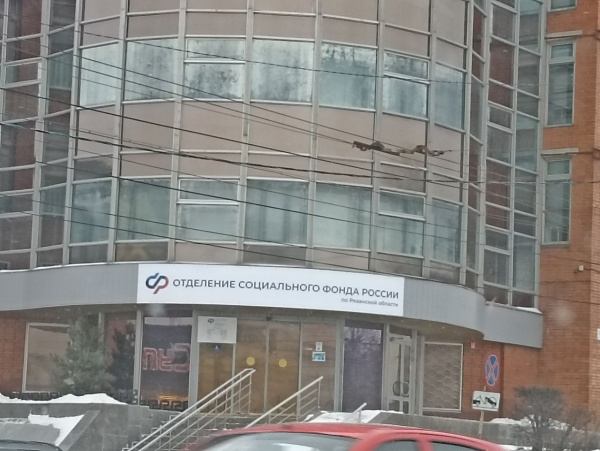 ОТДЕЛЕНИЕ СОЦИАЛЬНОГО ФОНДА РОССИИ
по Рязанской области